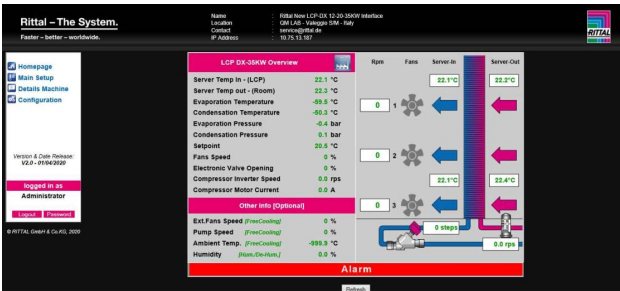 Rittal – The System.
Faster – better – worldwide.
Name : Rittal New LCP-DX 12-20-35KW Interface
Location : QM LAB - Valeggio S/M - Italy
Contact : service@rittal.de
IP Address : 10.75.13.187
RITTAL
Homepage
Main Setup
Details Machine
Configuration
Version & Date Release:
V2.0 - 01/04/2020
logged in as
Administrator
Logout Password
© RITTAL GmbH & Co.KG, 2020
LCP DX-35KW Overview
Server Temp In - (LCP) 22.1 °C
Server Temp out - (Room) 22.3 °C
Evaporation Temperature -59.5 °C
Condensation Temperature -60.3 °C
Evaporation Pressure -0.4 bar
Condensation Pressure 0.1 bar
Setpoint 20.5 °C
Fans Speed 0 %
Electronic Valve Opening 0 %
Compressor Inverter Speed 0.0 rps
Compressor Motor Current 0.0 A
Other Info [Optional]
Ext.Fans Speed [FreeCooling] 0 %
Pump Speed [FreeCooling] 0 %
Ambient Temp. [FreeCooling] -999.9 °C
Humidity [Hum./De-Hum.] 0.0 %
Rpm Fans Server-In Server-Out
22.1°C 22.2°C
0 1
0 2
22.1°C 22.4°C
0 3
0 steps
0.0 rps
Alarm
Refresh